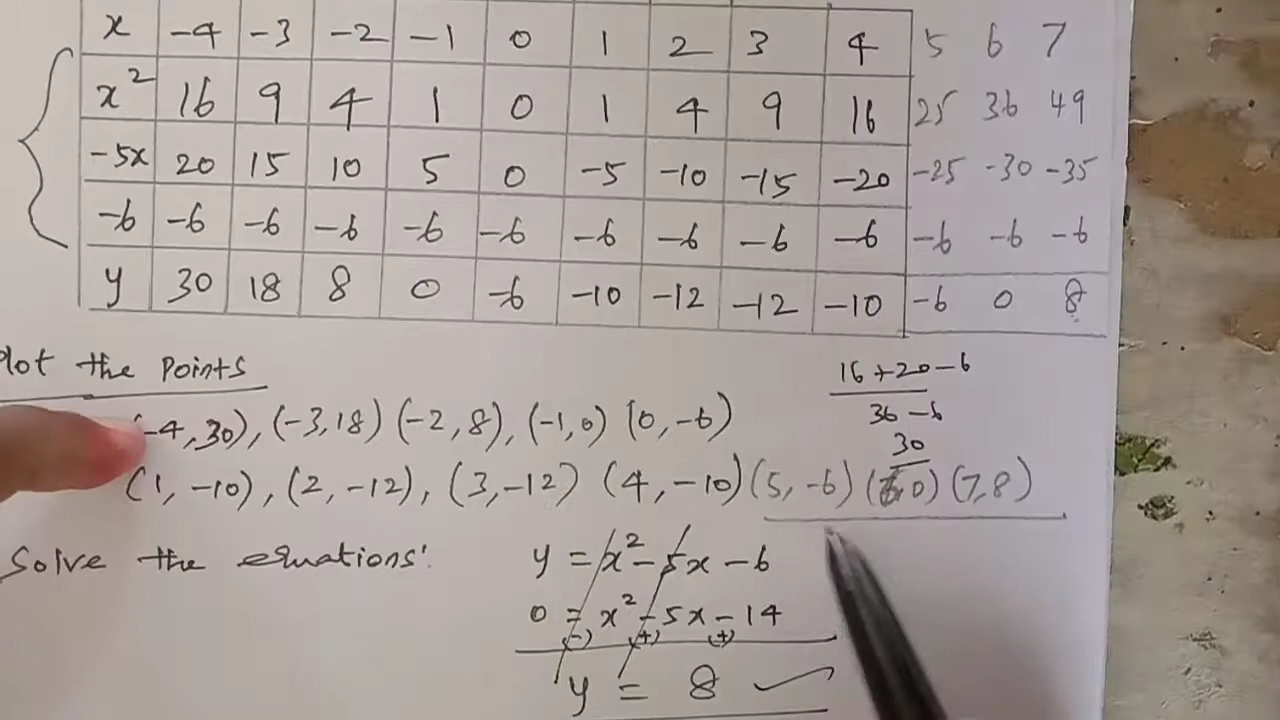 x -4 -3 -2 -1 0 1 2 3 4 5 6 7
x² 16 9 4 1 0 1 4 9 16 25 36 49
-5x 20 15 10 5 0 -5 -10 -15 -20 -25 -30 -35
-6 -6 -6 -6 -6 -6 -6 -6 -6 -6 -6 -6 -6
y 30 18 8 0 -6 -10 -12 -12 -10 -6 0 8
Plot the Points
16+20-6
36-6
30
(-4,30), (-3,18) (-2,8), (-1,0) (0,-6)
(1,-10), (2,-12), (3,-12) (4,-10) (5,-6) (6,0) (7,8)
Solve the equations:
y = x² - 5x - 6
0 = x² - 5x - 14
(-) (+) (+)
y = 8